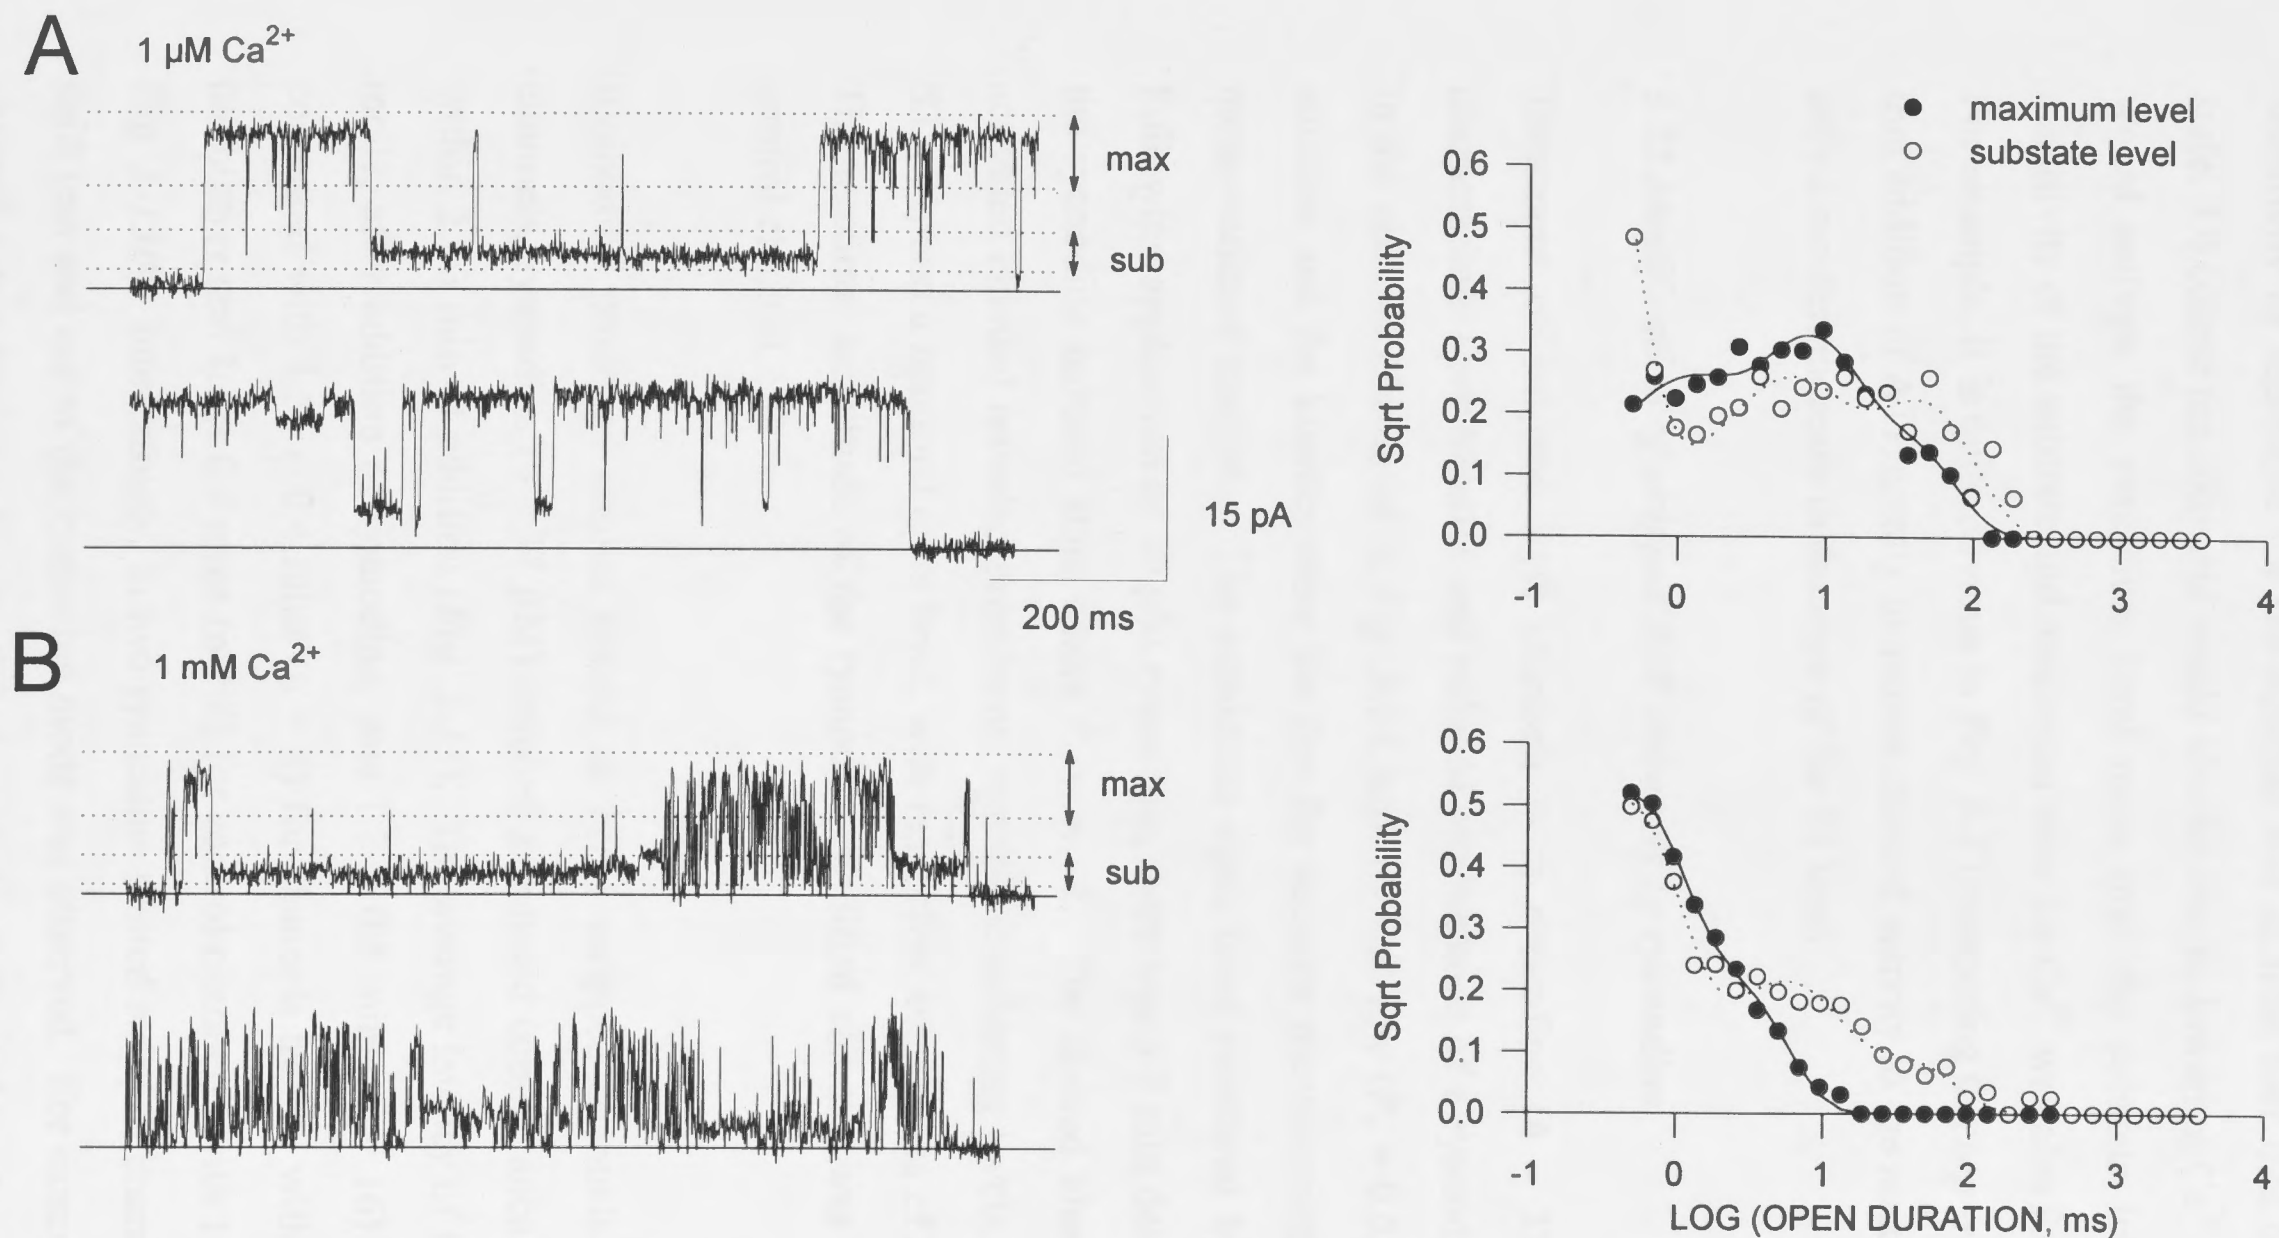 A
1 µM Ca²⁺
max
sub
15 pA
200 ms
maximum level
substate level
Sqrt Probability
0.6
0.5
0.4
0.3
0.2
0.1
0.0
-1 0 1 2 3 4
B
1 mM Ca²⁺
max
sub
Sqrt Probability
0.6
0.5
0.4
0.3
0.2
0.1
0.0
-1 0 1 2 3 4
LOG (OPEN DURATION, ms)